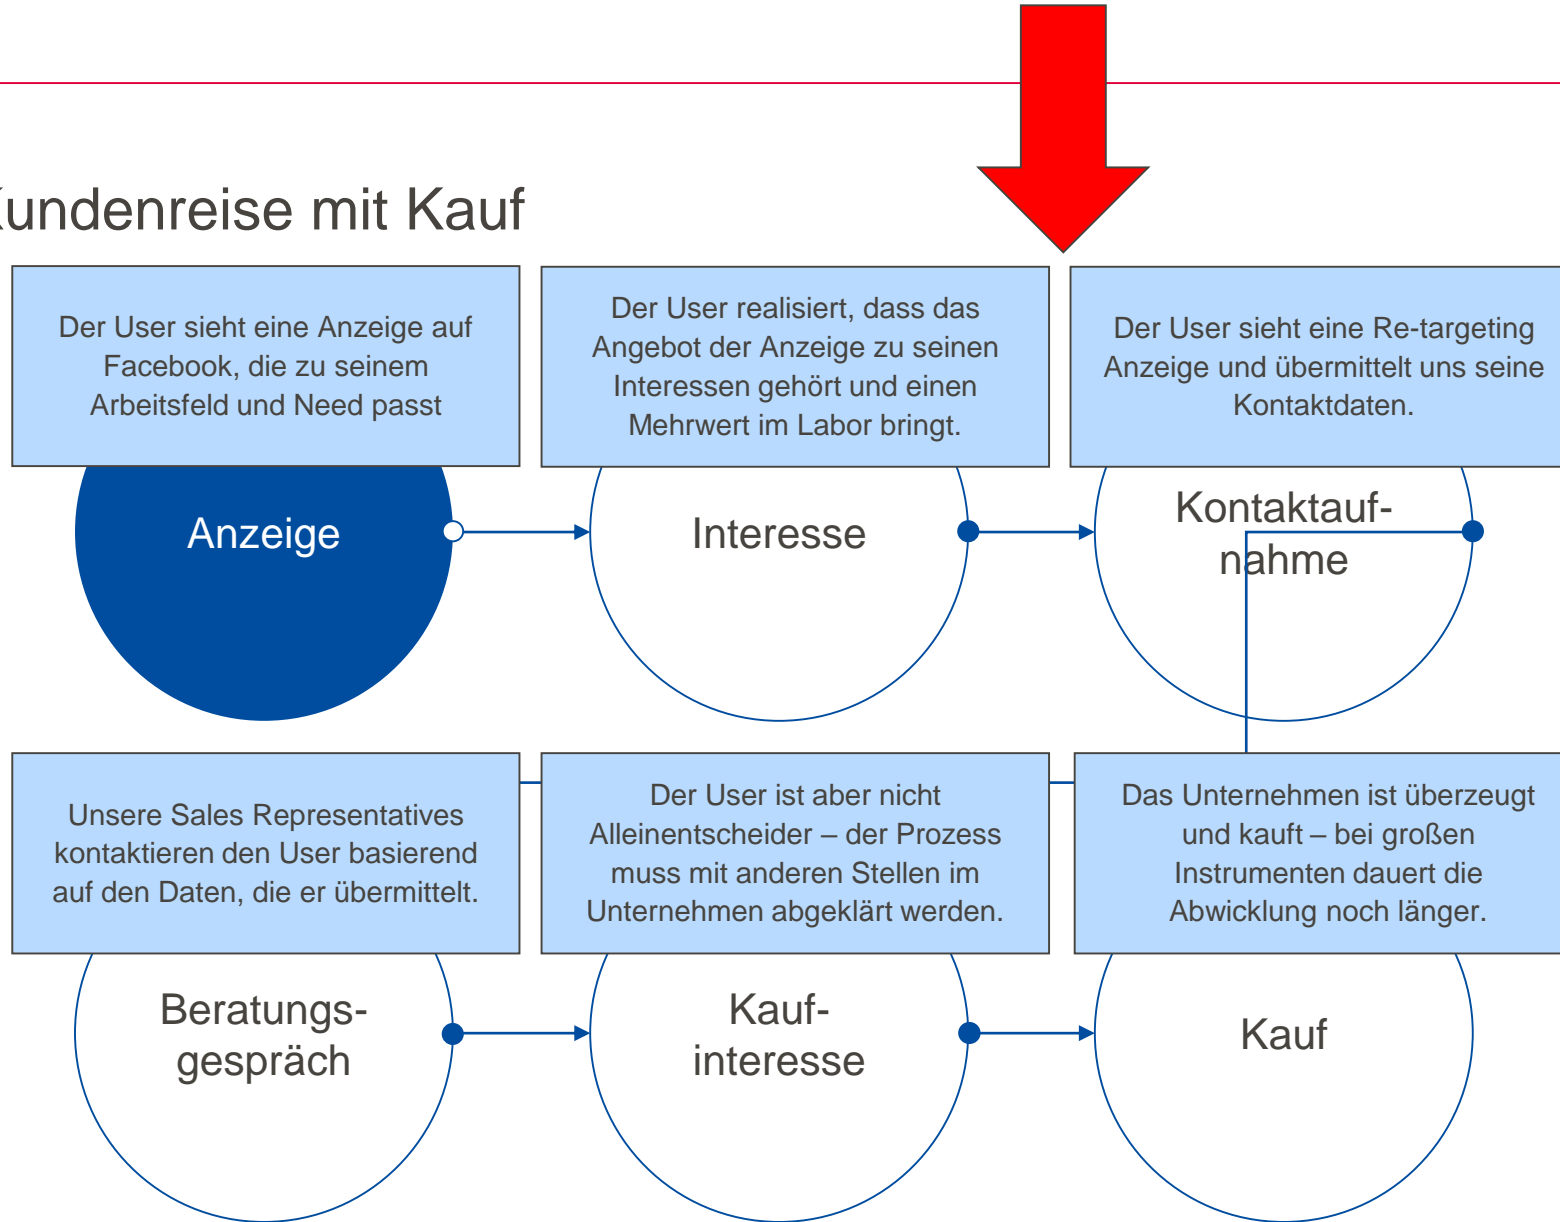 Kundenreise mit Kauf
Der User sieht eine Anzeige auf
Facebook, die zu seinem
Arbeitsfeld und Need passt
Der User realisiert, dass das
Angebot der Anzeige zu seinen
Interessen gehört und einen
Mehrwert im Labor bringt.
Der User sieht eine Re-targeting
Anzeige und übermittelt uns seine
Kontaktdaten.
Anzeige
Interesse
Kontaktauf-
nahme
Unsere Sales Representatives
kontaktieren den User basierend
auf den Daten, die er übermittelt.
Der User ist aber nicht
Alleinentscheider – der Prozess
muss mit anderen Stellen im
Unternehmen abgeklärt werden.
Das Unternehmen ist überzeugt
und kauft – bei großen
Instrumenten dauert die
Abwicklung noch länger.
Beratungs-
gespräch
Kauf-
interesse
Kauf